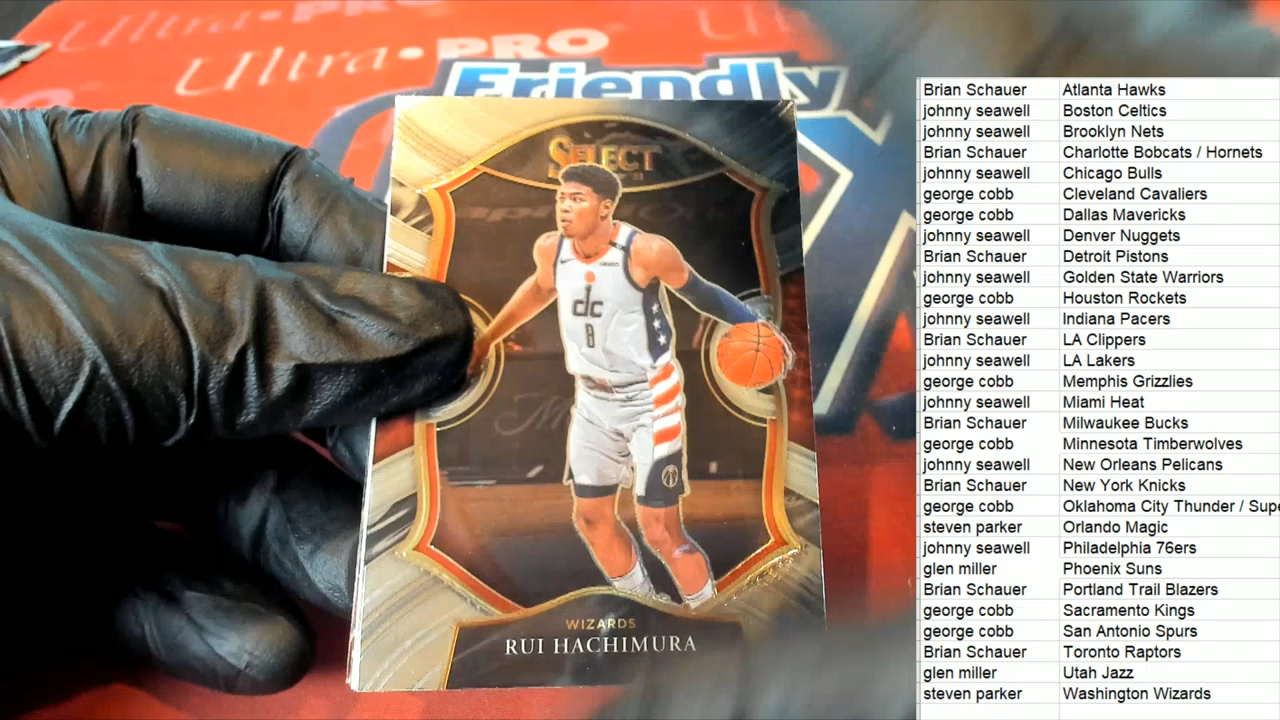 Ultra•PRO
Ultra•PRO
Friendly
SELECT
dc
8
WIZARDS
RUI HACHIMURA
Brian Schauer Atlanta Hawks
johnny seawell Boston Celtics
johnny seawell Brooklyn Nets
Brian Schauer Charlotte Bobcats / Hornets
johnny seawell Chicago Bulls
george cobb Cleveland Cavaliers
george cobb Dallas Mavericks
johnny seawell Denver Nuggets
Brian Schauer Detroit Pistons
johnny seawell Golden State Warriors
george cobb Houston Rockets
johnny seawell Indiana Pacers
Brian Schauer LA Clippers
johnny seawell LA Lakers
george cobb Memphis Grizzlies
johnny seawell Miami Heat
Brian Schauer Milwaukee Bucks
george cobb Minnesota Timberwolves
johnny seawell New Orleans Pelicans
Brian Schauer New York Knicks
george cobb Oklahoma City Thunder / Supe
steven parker Orlando Magic
johnny seawell Philadelphia 76ers
glen miller Phoenix Suns
Brian Schauer Portland Trail Blazers
george cobb Sacramento Kings
george cobb San Antonio Spurs
Brian Schauer Toronto Raptors
glen miller Utah Jazz
steven parker Washington Wizards